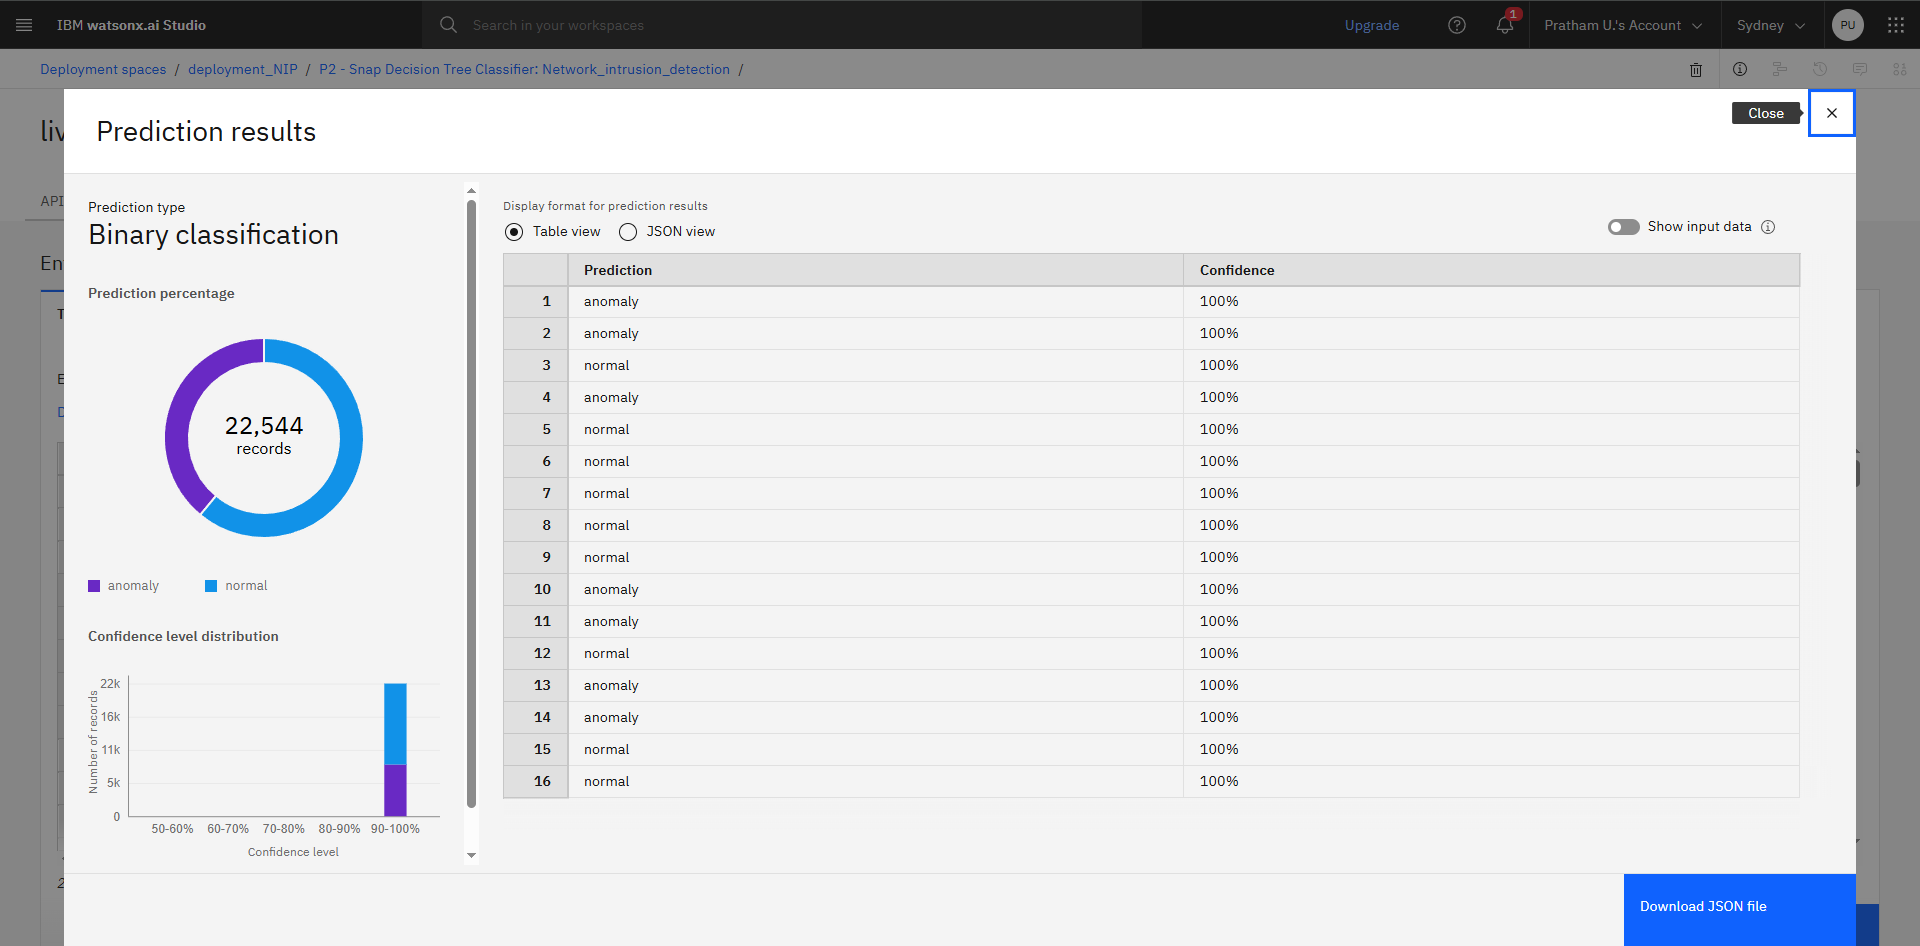 IBM watsonx.ai Studio
Search in your workspaces
Upgrade
1
Pratham U.'s Account
Sydney
PU
Deployment spaces / deployment_NIP / P2 - Snap Decision Tree Classifier: Network_intrusion_detection /
liv
Prediction results
Close
API
Prediction type
Binary classification
Prediction percentage
22,544
records
anomaly
normal
Confidence level distribution
Number of records
22k
16k
11k
5k
0
50-60% 60-70% 70-80% 80-90% 90-100%
Confidence level
Display format for prediction results
Table view
JSON view
Show input data
Prediction Confidence
1 anomaly 100%
2 anomaly 100%
3 normal 100%
4 anomaly 100%
5 normal 100%
6 normal 100%
7 normal 100%
8 normal 100%
9 normal 100%
10 anomaly 100%
11 anomaly 100%
12 normal 100%
13 anomaly 100%
14 anomaly 100%
15 normal 100%
16 normal 100%
Download JSON file